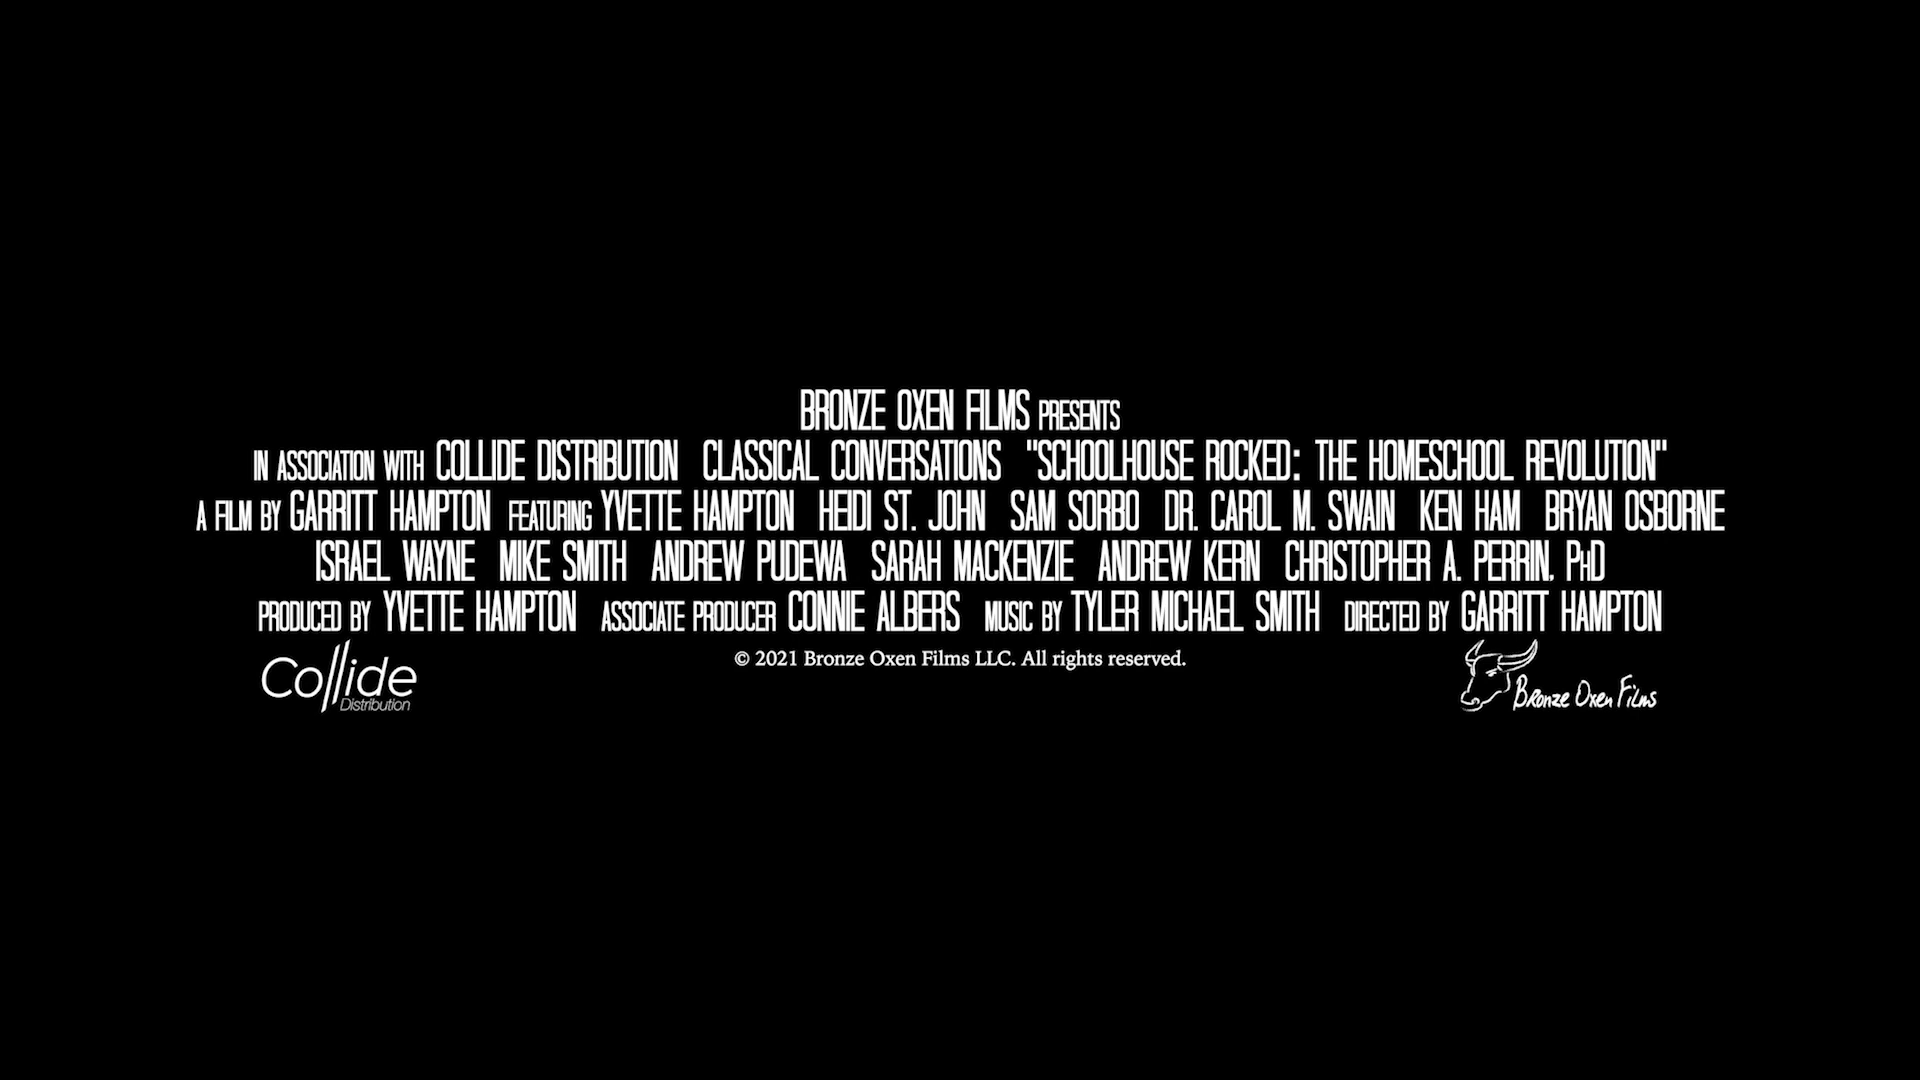 BRONZE OXEN FILMS PRESENTS
IN ASSOCIATION WITH COLLIDE DISTRIBUTION CLASSICAL CONVERSATIONS "SCHOOLHOUSE ROCKED: THE HOMESCHOOL REVOLUTION"
A FILM BY GARRITT HAMPTON FEATURING YVETTE HAMPTON HEIDI ST. JOHN SAM SORBO DR. CAROL M. SWAIN KEN HAM BRYAN OSBORNE
ISRAEL WAYNE MIKE SMITH ANDREW PUDEWA SARAH MACKENZIE ANDREW KERN CHRISTOPHER A. PERRIN, PHD
PRODUCED BY YVETTE HAMPTON ASSOCIATE PRODUCER CONNIE ALBERS MUSIC BY TYLER MICHAEL SMITH DIRECTED BY GARRITT HAMPTON
© 2021 Bronze Oxen Films LLC. All rights reserved.
Collide
Distribution
Bronze Oxen Films